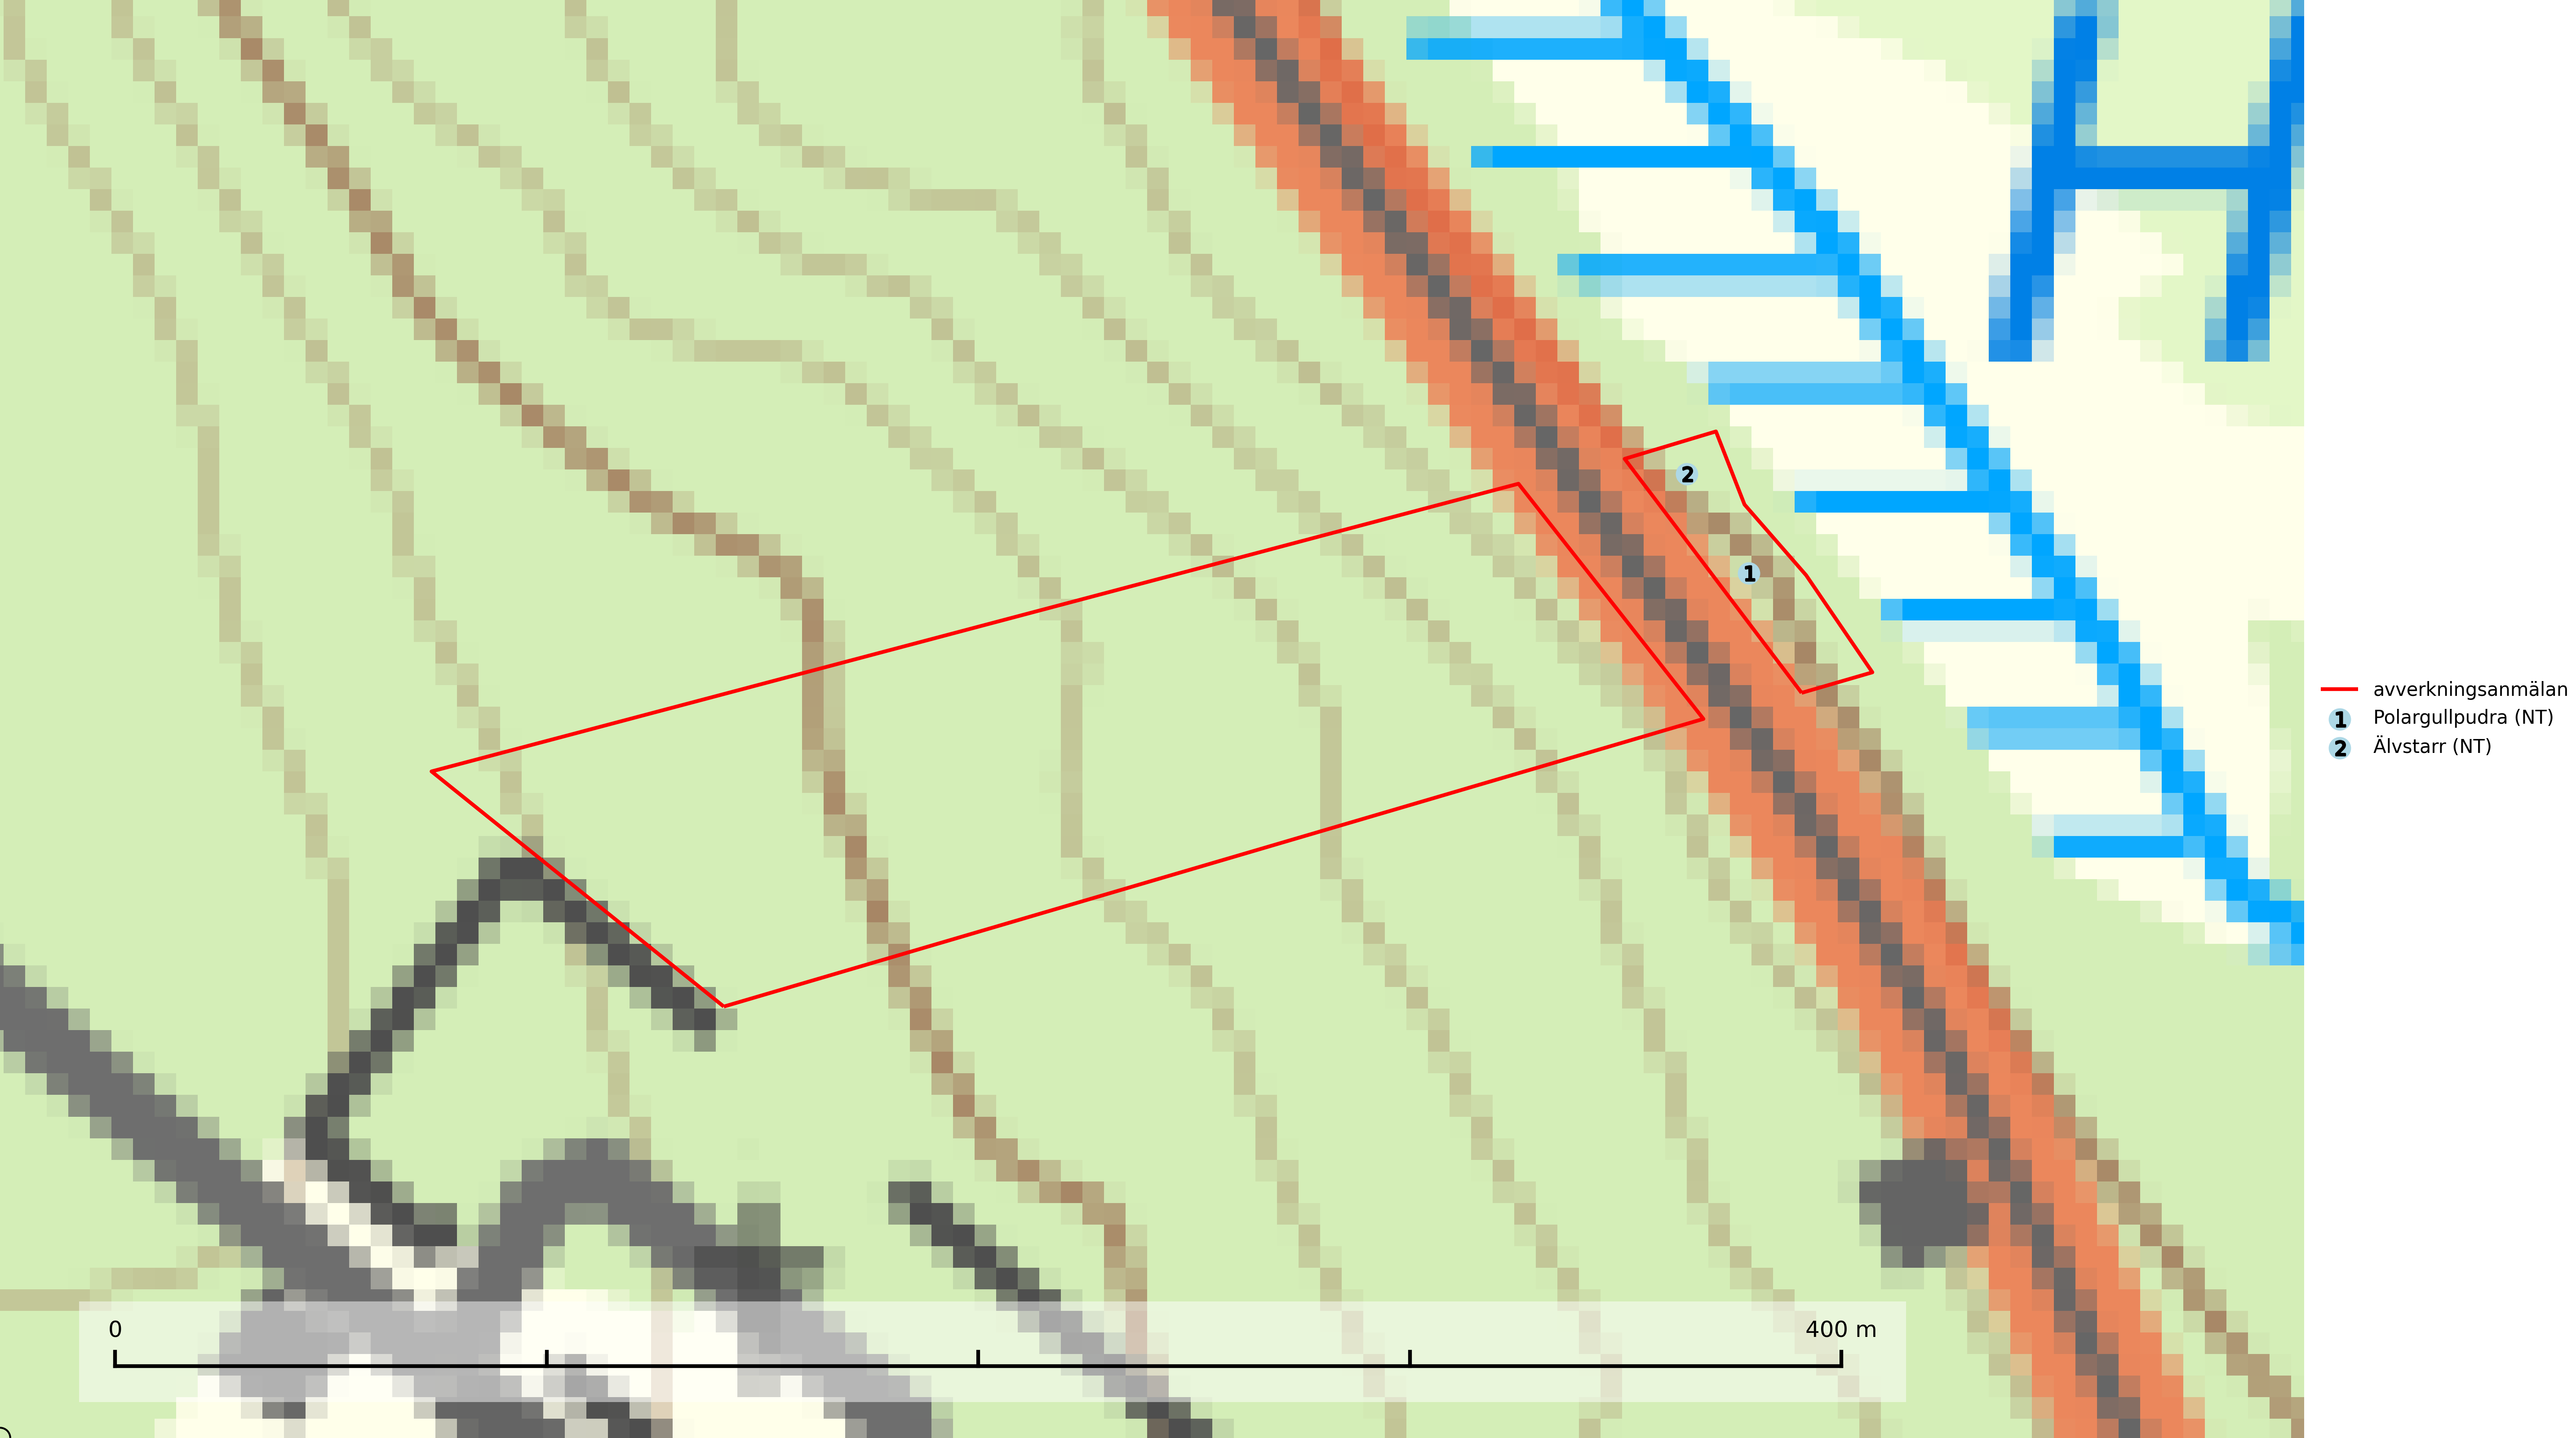 2
1
avverkningsanmälan
1 Polargullpudra (NT)
2 Älvstarr (NT)
0 400 m